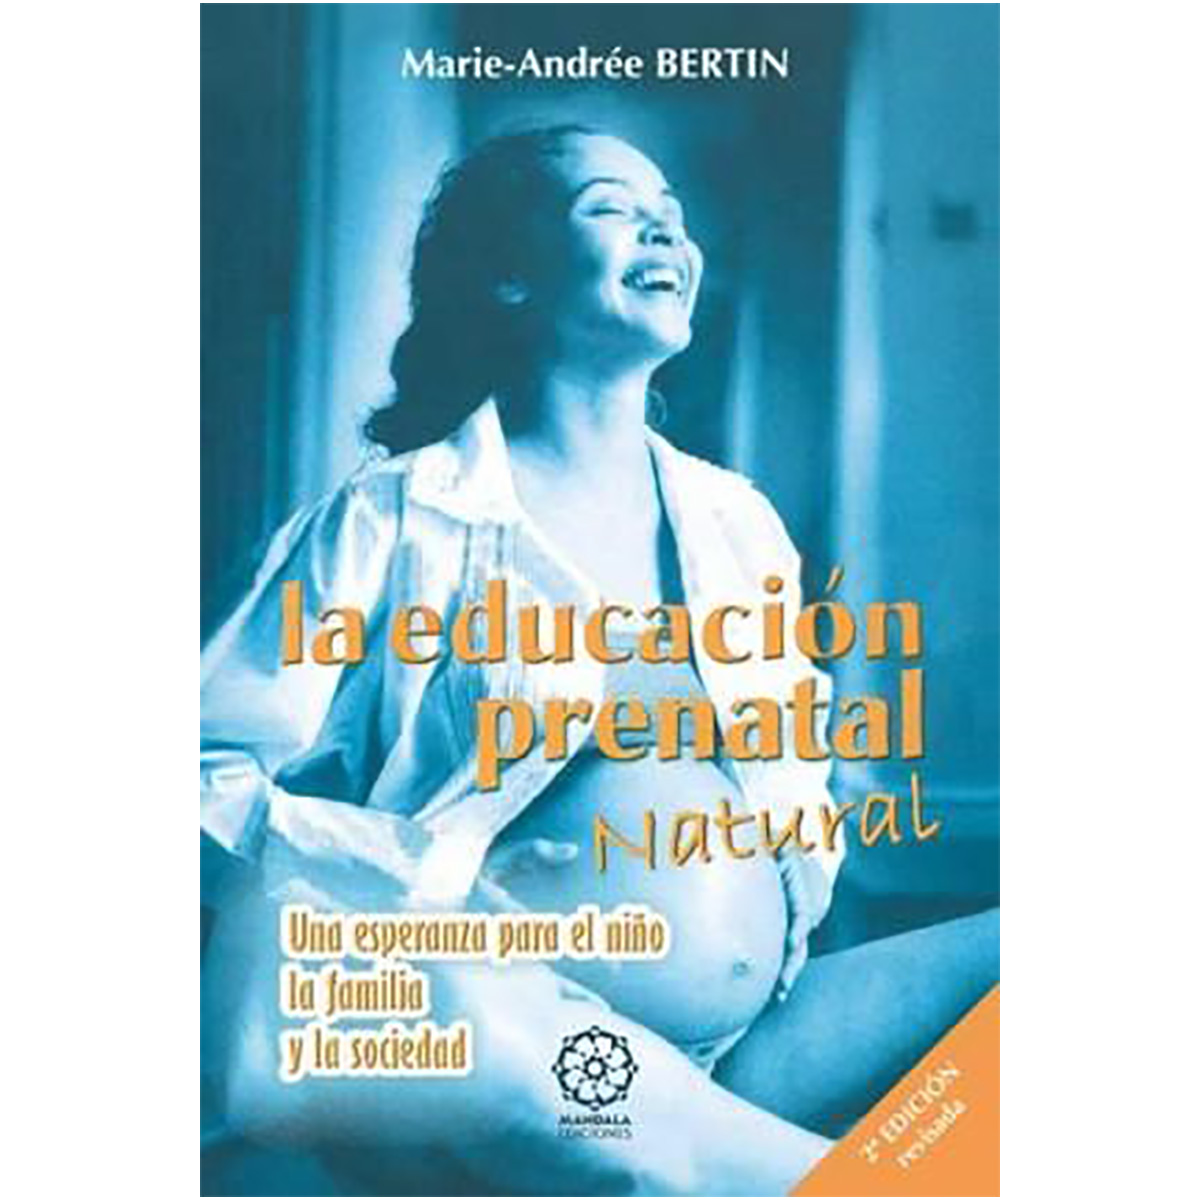 Marie-Andrée BERTIN
la educación
prenatal
Natural
Una esperanza para el niño
la familia
y la sociedad
MANDALA
EDICIONES
2ª EDICIÓN
revisada